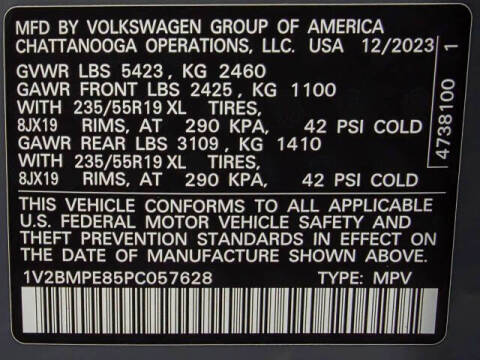 MFD BY VOLKSWAGEN GROUP OF AMERICA
CHATTANOOGA OPERATIONS, LLC. USA 12/2023
GVWR LBS 5423 , KG 2460
GAWR FRONT LBS 2425 , KG 1100
WITH 235/55R19 XL TIRES,
8JX19 RIMS, AT 290 KPA, 42 PSI COLD
GAWR REAR LBS 3109 , KG 1410
WITH 235/55R19 XL TIRES,
8JX19 RIMS, AT 290 KPA, 42 PSI COLD
THIS VEHICLE CONFORMS TO ALL APPLICABLE
U.S. FEDERAL MOTOR VEHICLE SAFETY AND
THEFT PREVENTION STANDARDS IN EFFECT ON
THE DATE OF MANUFACTURE SHOWN ABOVE.
1V2BMPE85PC057628 TYPE: MPV
4738100 1